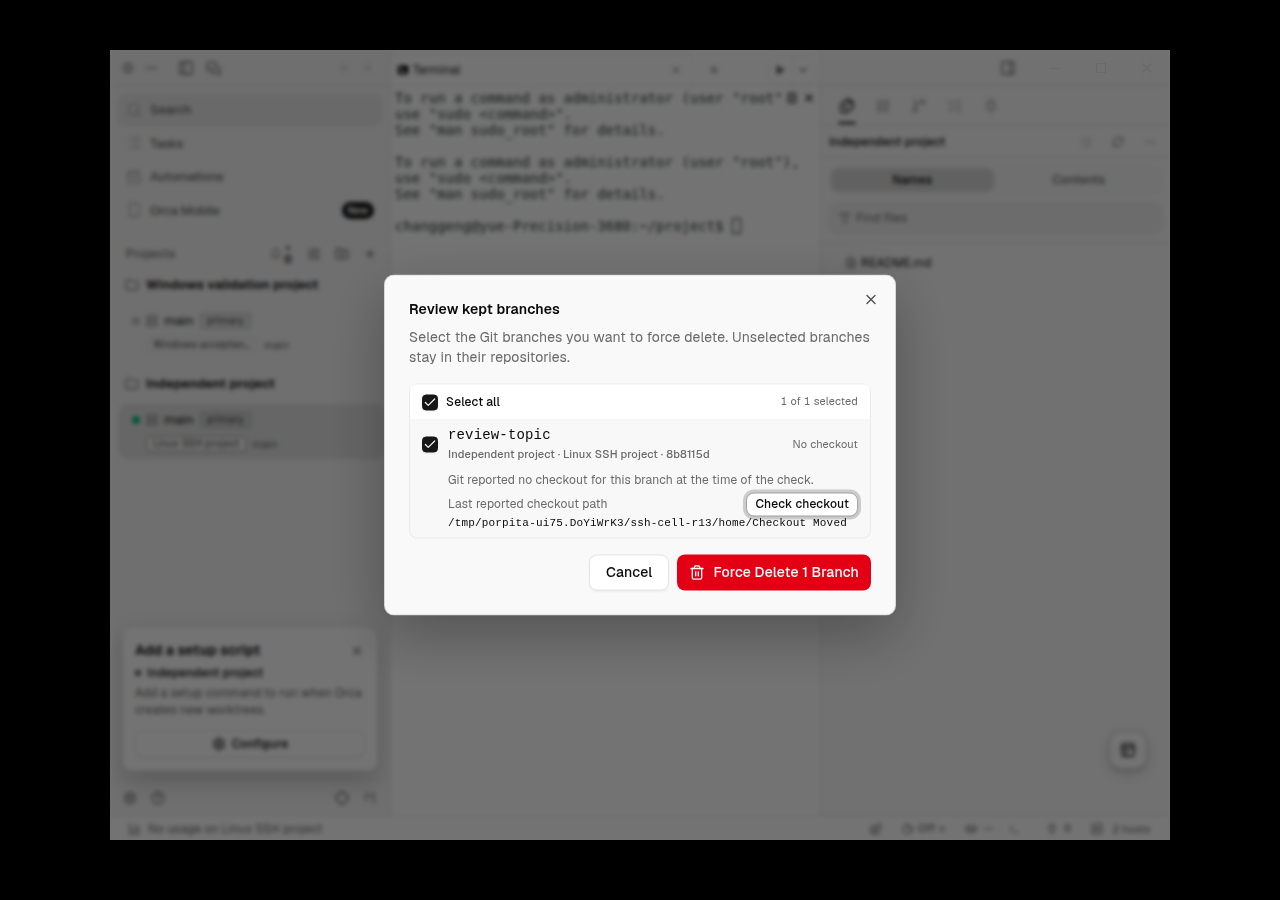 Terminal
Search
Tasks
Automations
Orca Mobile
New
Projects
Windows validation project
main
primary
main
Independent project
main
primary
Linux SSH project
Add a setup script
Independent project
Add a setup command to run when Orca
creates new worktrees.
Configure
No usage on Linux SSH project
To run a command as administrator (user "root"
use "sudo <command>".
See "man sudo_root" for details.
To run a command as administrator (user "root"),
use "sudo <command>".
See "man sudo_root" for details.
changgeng@yue-Precision-3680:~/project$
Independent project
Names
Contents
Find files
README.md
Review kept branches
Select the Git branches you want to force delete. Unselected branches
stay in their repositories.
Select all
1 of 1 selected
review-topic
No checkout
Independent project · Linux SSH project · 8b8115d
Git reported no checkout for this branch at the time of the check.
Last reported checkout path
Check checkout
/tmp/porpita-ui75.DoYiWrK3/ssh-cell-r13/home/Checkout Moved
Cancel
Force Delete 1 Branch
Off
2 hosts